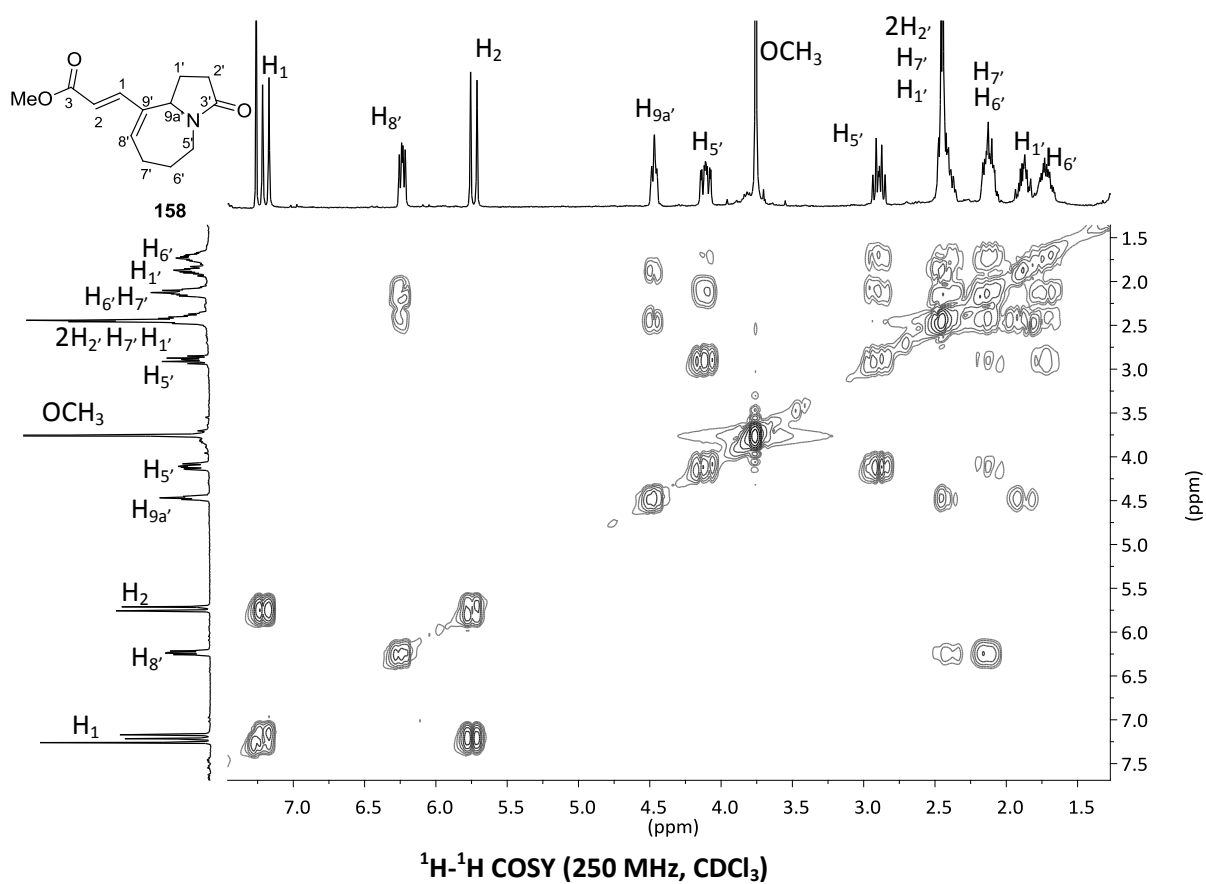 H₁
H₈'
H₂
H₉ₐ'
H₅'
OCH₃
H₅'
2H₂'
H₇'
H₁'
H₇'
H₆'
H₁'
H₆'
O
MeO
3
2
1
1'
2'
3'
O
9'
9a'
N
8'
7'
6'
5'
158
H₆'
H₁'
H₆'H₇'
2H₂' H₇' H₁'
H₅'
OCH₃
H₅'
H₉ₐ'
H₂
H₈'
H₁
1.5
2.0
2.5
3.0
3.5
4.0
4.5
5.0
5.5
6.0
6.5
7.0
7.5
(ppm)
7.0 6.5 6.0 5.5 5.0 4.5 4.0 3.5 3.0 2.5 2.0 1.5
(ppm)
¹H-¹H COSY (250 MHz, CDCl₃)